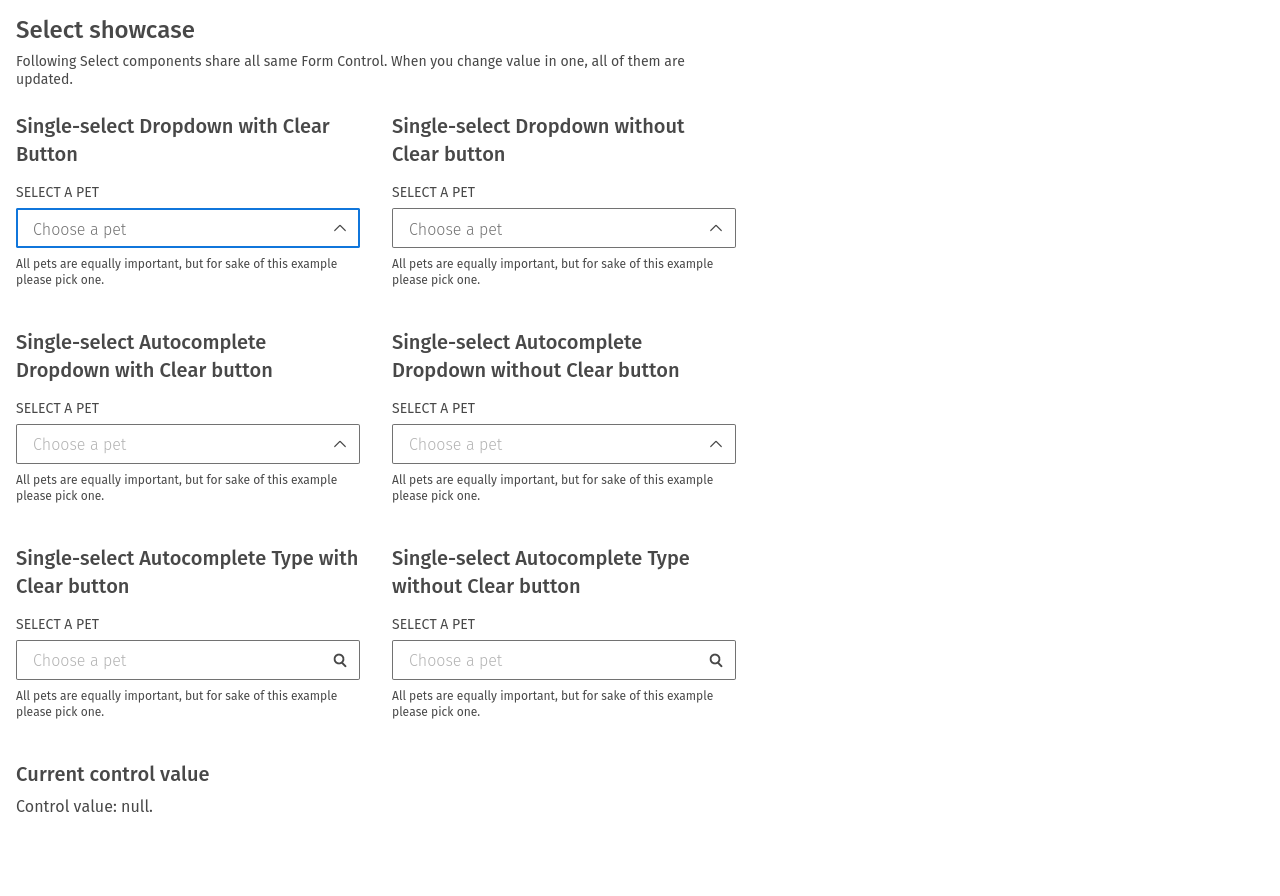 Select showcase
Following Select components share all same Form Control. When you change value in one, all of them are
updated.
Single-select Dropdown with Clear
Button
SELECT A PET
Choose a pet
All pets are equally important, but for sake of this example
please pick one.
Single-select Dropdown without
Clear button
SELECT A PET
Choose a pet
All pets are equally important, but for sake of this example
please pick one.
Single-select Autocomplete
Dropdown with Clear button
SELECT A PET
Choose a pet
All pets are equally important, but for sake of this example
please pick one.
Single-select Autocomplete
Dropdown without Clear button
SELECT A PET
Choose a pet
All pets are equally important, but for sake of this example
please pick one.
Single-select Autocomplete Type with
Clear button
SELECT A PET
Choose a pet
All pets are equally important, but for sake of this example
please pick one.
Single-select Autocomplete Type
without Clear button
SELECT A PET
Choose a pet
All pets are equally important, but for sake of this example
please pick one.
Current control value
Control value: null.